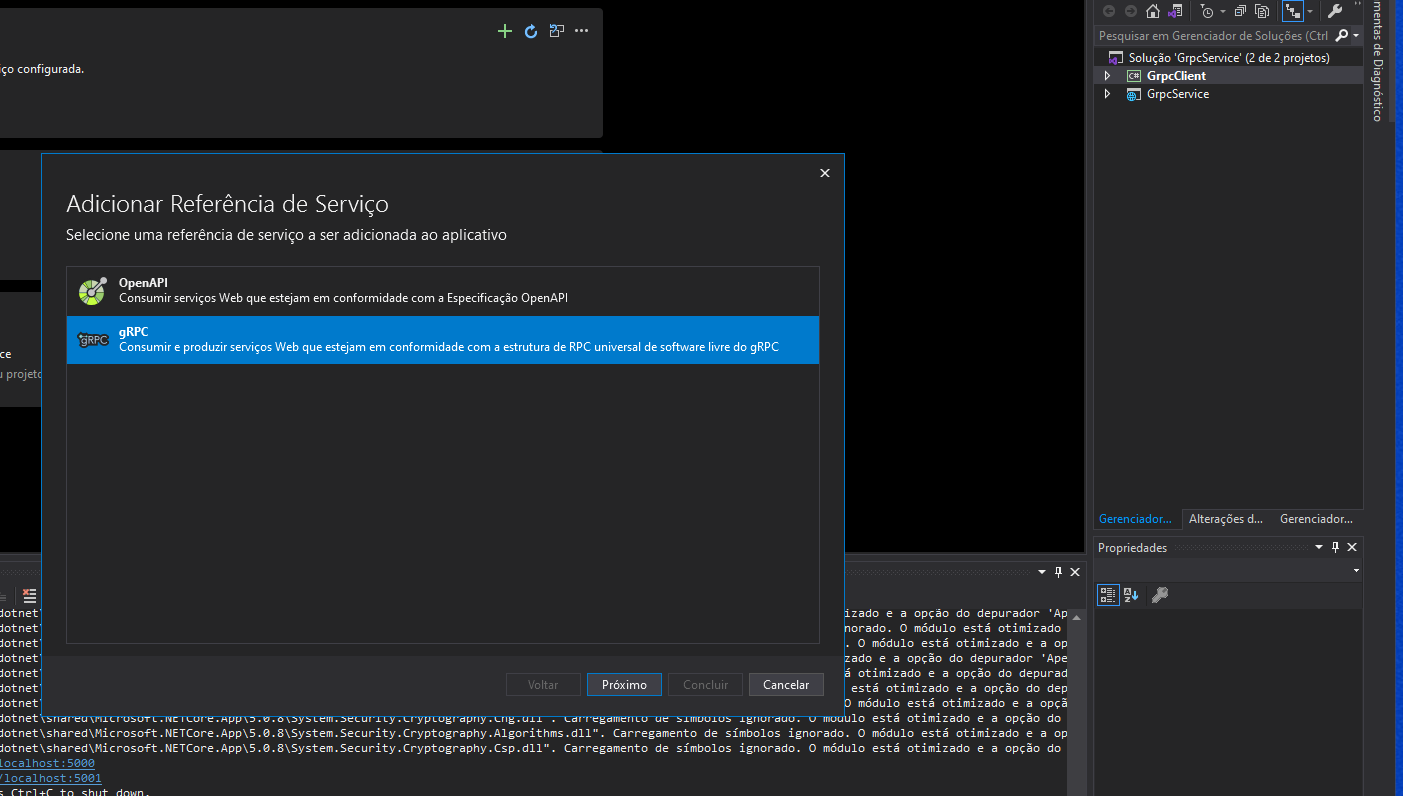 iço configurada.
Adicionar Referência de Serviço
Selecione uma referência de serviço a ser adicionada ao aplicativo
OpenAPI
Consumir serviços Web que estejam em conformidade com a Especificação OpenAPI
gRPC
gRPC
Consumir e produzir serviços Web que estejam em conformidade com a estrutura de RPC universal de software livre do gRPC
ce
u projeto
Voltar
Próximo
Concluir
Cancelar
Pesquisar em Gerenciador de Soluções (Ctrl
Solução 'GrpcService' (2 de 2 projetos)
C# GrpcClient
GrpcService
mentas de Diagnóstico
Gerenciador...
Alterações d...
Gerenciador...
Propriedades
dotnet\ izado e a opção do depurador 'Ap
dotnet\ norado. O módulo está otimizado
dotnet\ . O módulo está otimizado e a op
dotnet\ zado e a opção do depurador 'Ape
dotnet\ á otimizado e a opção do depurad
dotnet\ está otimizado e a opção do dep
dotnet\ O módulo está otimizado e a opçã
dotnet\shared\Microsoft.NETCore.App\5.0.8\System.Security.Cryptography.Cng.dll". Carregamento de símbolos ignorado. O módulo está otimizado e a opção do
dotnet\shared\Microsoft.NETCore.App\5.0.8\System.Security.Cryptography.Algorithms.dll". Carregamento de símbolos ignorado. O módulo está otimizado e a op
dotnet\shared\Microsoft.NETCore.App\5.0.8\System.Security.Cryptography.Csp.dll". Carregamento de símbolos ignorado. O módulo está otimizado e a opção do
localhost:5000
/localhost:5001
s Ctrl+C to shut down.